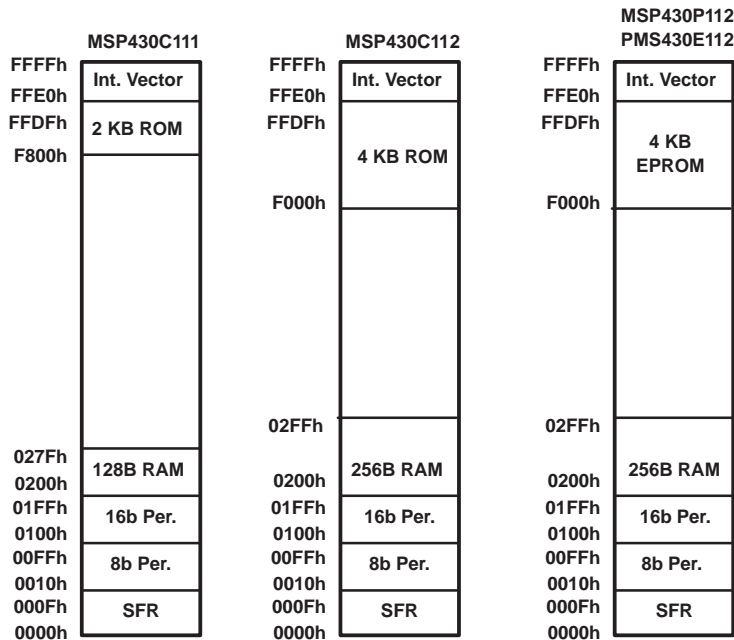 MSP430C111
FFFFh
Int. Vector
FFE0h
FFDFh
2 KB ROM
F800h
027Fh
128B RAM
0200h
01FFh
16b Per.
0100h
00FFh
8b Per.
0010h
000Fh
SFR
0000h
MSP430C112
FFFFh
Int. Vector
FFE0h
FFDFh
4 KB ROM
F000h
02FFh
256B RAM
0200h
01FFh
16b Per.
0100h
00FFh
8b Per.
0010h
000Fh
SFR
0000h
MSP430P112
PMS430E112
FFFFh
Int. Vector
FFE0h
FFDFh
4 KB
EPROM
F000h
02FFh
256B RAM
0200h
01FFh
16b Per.
0100h
00FFh
8b Per.
0010h
000Fh
SFR
0000h